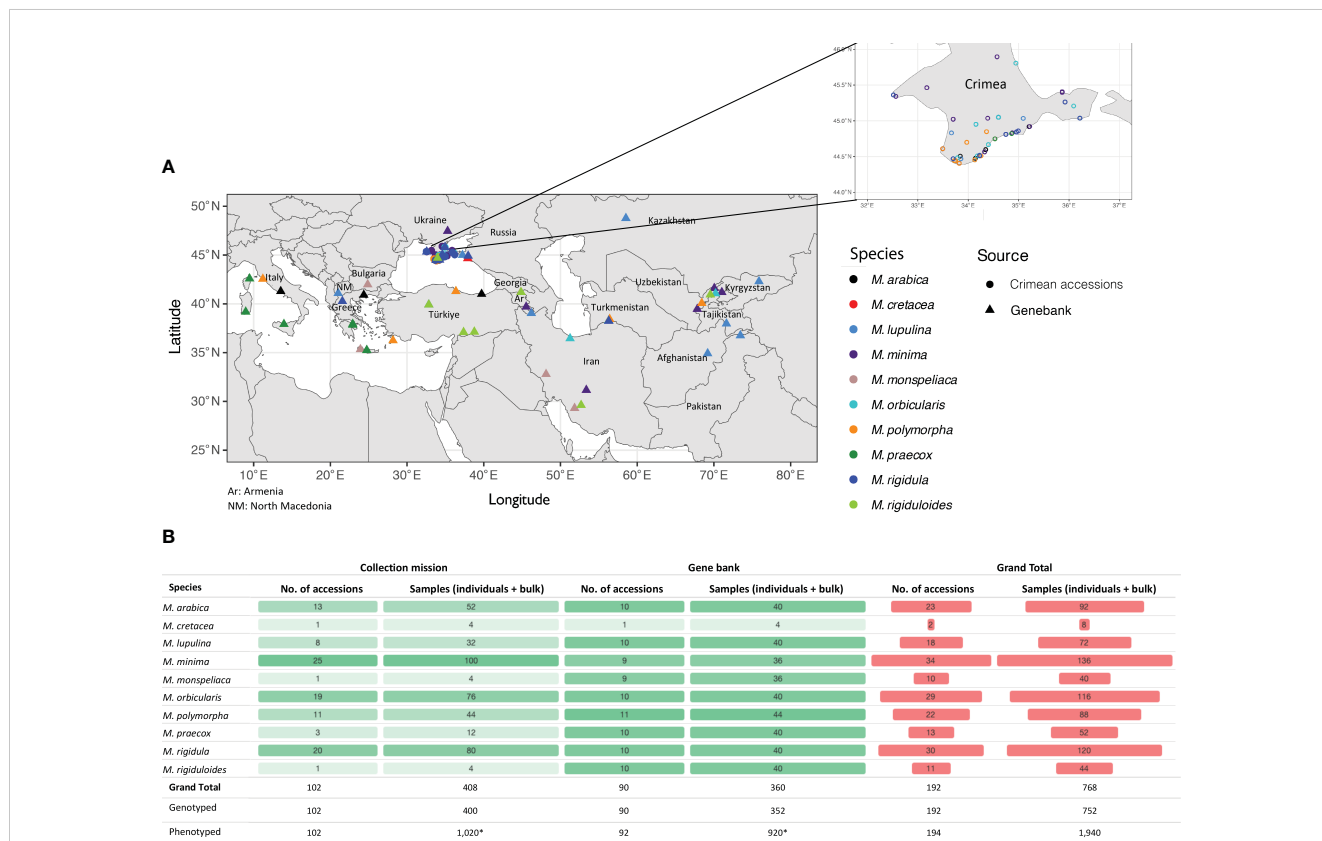 46.0°N
45.5°N
45.0°N
44.5°N
44.0°N
Crimea
32°E 33°E 34°E 35°E 36°E 37°E
A
50°N
45°N
40°N
35°N
30°N
25°N
Latitude
Ukraine
Russia
Kazakhstan
Italy
Bulgaria
NM
Greece
Georgia
Ar
Türkiye
Uzbekistan
Kyrgyzstan
Turkmenistan
Tajikistan
Iran
Afghanistan
Pakistan
10°E 20°E 30°E 40°E 50°E 60°E 70°E 80°E
Longitude
Ar: Armenia
NM: North Macedonia
Species
M. arabica
M. cretacea
M. lupulina
M. minima
M. monspeliaca
M. orbicularis
M. polymorpha
M. praecox
M. rigidula
M. rigiduloides
Source
Crimean accessions
Genebank
B
Collection mission Gene bank Grand Total
Species No. of accessions Samples (individuals + bulk) No. of accessions Samples (individuals + bulk) No. of accessions Samples (individuals + bulk)
M. arabica 13 52 10 40 23 92
M. cretacea 1 4 1 4 2 8
M. lupulina 8 32 10 40 18 72
M. minima 25 100 9 36 34 136
M. monspeliaca 1 4 9 36 10 40
M. orbicularis 19 76 10 40 29 116
M. polymorpha 11 44 11 44 22 88
M. praecox 3 12 10 40 13 52
M. rigidula 20 80 10 40 30 120
M. rigiduloides 1 4 10 40 11 44
Grand Total 102 408 90 360 192 768
Genotyped 102 400 90 352 192 752
Phenotyped 102 1,020* 92 920* 194 1,940